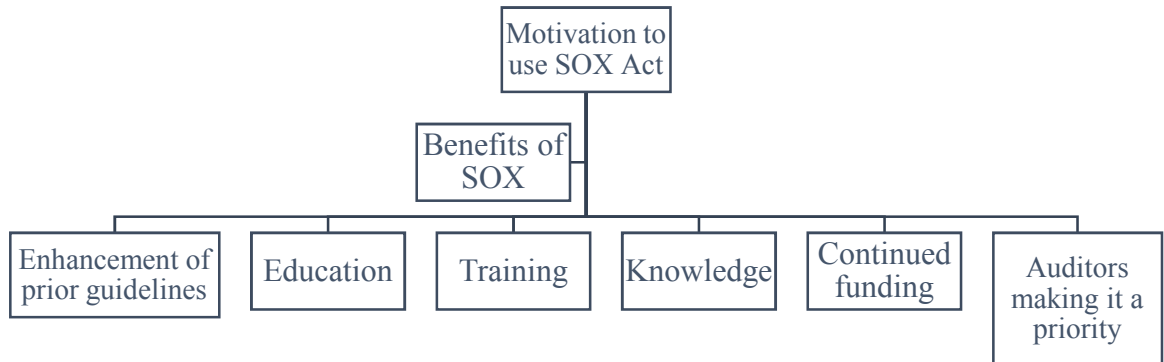 Motivation to
use SOX Act
Benefits of
SOX
Enhancement of
prior guidelines
Education
Training
Knowledge
Continued
funding
Auditors
making it a
priority